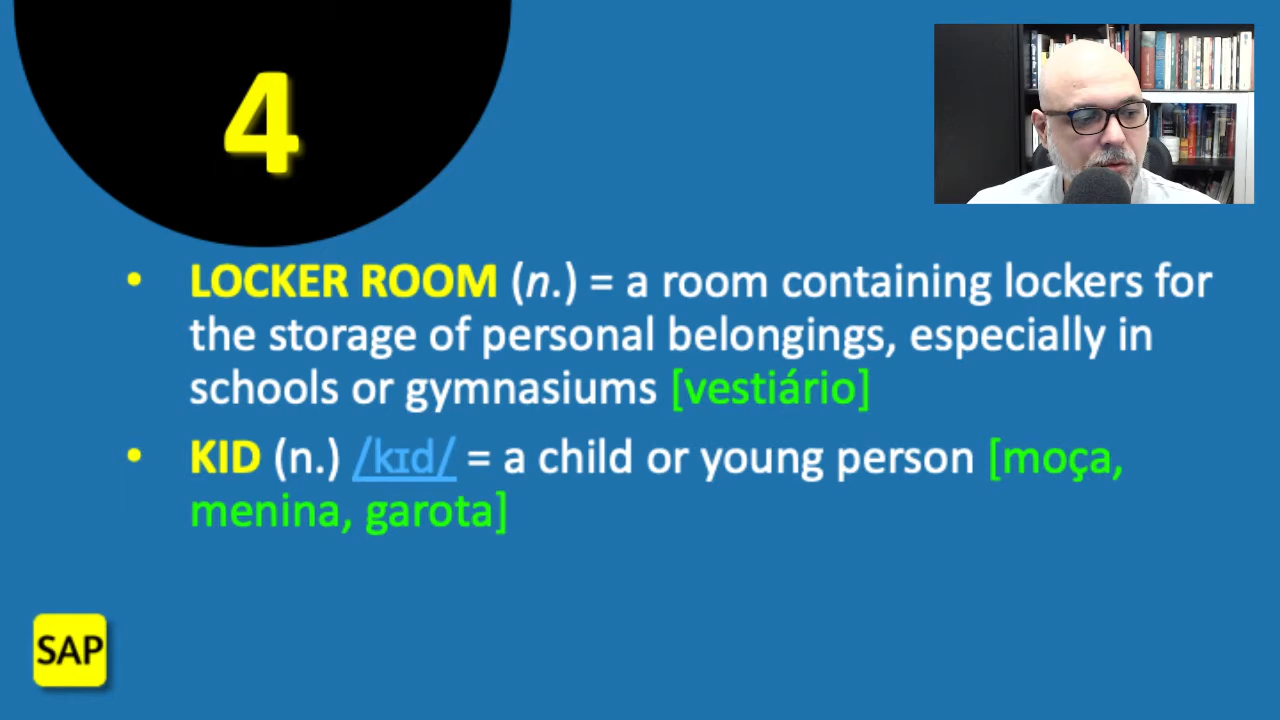 4
• LOCKER ROOM (n.) = a room containing lockers for
the storage of personal belongings, especially in
schools or gymnasiums [vestiário]
• KID (n.) /kɪd/ = a child or young person [moça,
menina, garota]
SAP